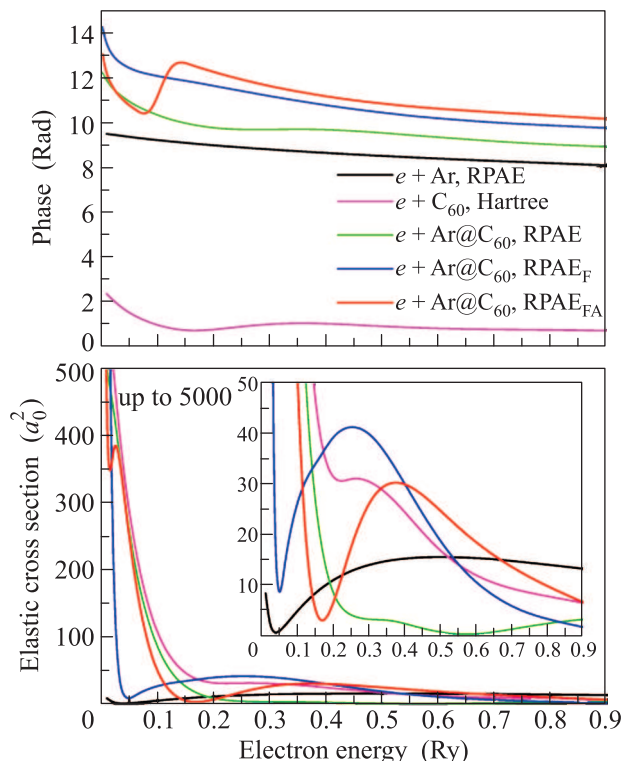 14
12
10
8
6
4
2
0
Phase (Rad)
e + Ar, RPAE
e + C60, Hartree
e + Ar@C60, RPAE
e + Ar@C60, RPAEF
e + Ar@C60, RPAEFA
500
400
300
200
100
0
Elastic cross section (a0^2)
up to 5000
50
40
30
20
10
0
0.1 0.2 0.3 0.4 0.5 0.6 0.7 0.8 0.9
0.1 0.2 0.3 0.4 0.5 0.6 0.7 0.8 0.9
Electron energy (Ry)